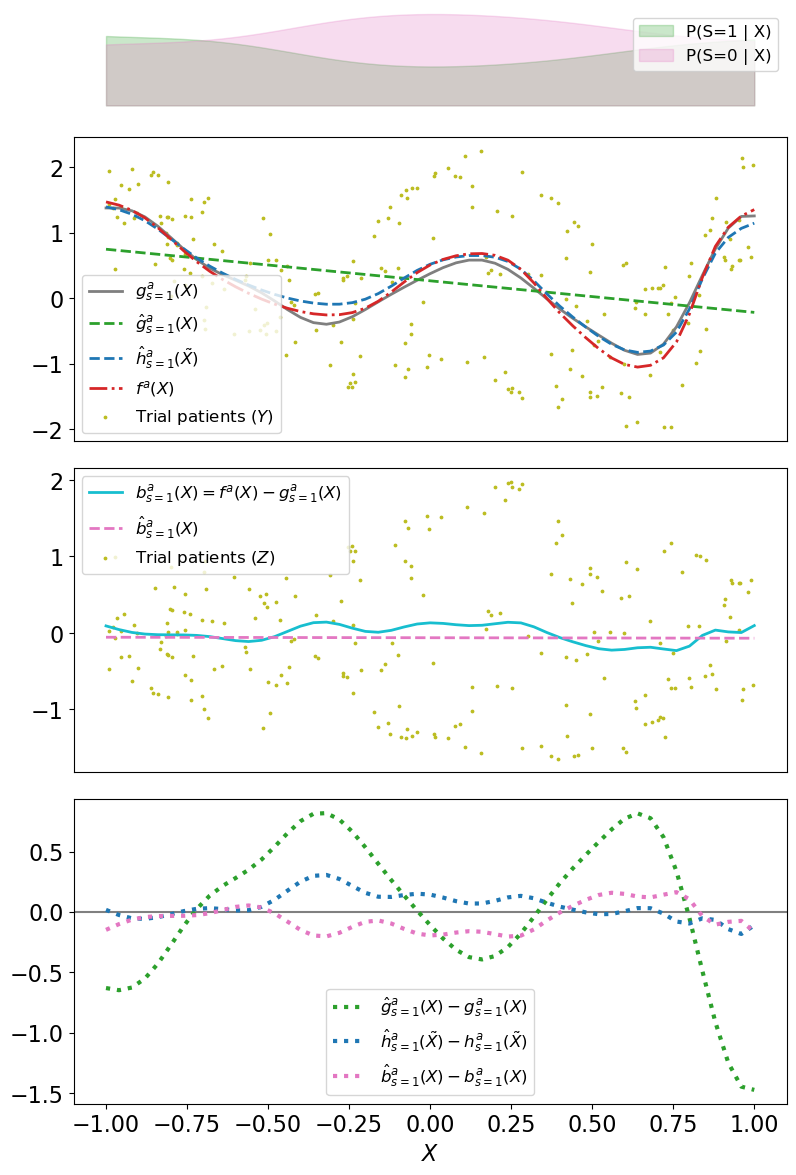 P(S=1 | X)
P(S=0 | X)
2
1
0
−1
−2
g^a_{s=1}(X)
ĝ^a_{s=1}(X)
ĥ^a_{s=1}(X̃)
f^a(X)
Trial patients (Y)
2
1
0
−1
b^a_{s=1}(X) = f^a(X) − g^a_{s=1}(X)
b̂^a_{s=1}(X)
Trial patients (Z)
0.5
0.0
−0.5
−1.0
−1.5
ĝ^a_{s=1}(X) − g^a_{s=1}(X)
ĥ^a_{s=1}(X̃) − h^a_{s=1}(X̃)
b̂^a_{s=1}(X) − b^a_{s=1}(X)
−1.00 −0.75 −0.50 −0.25 0.00 0.25 0.50 0.75 1.00
X